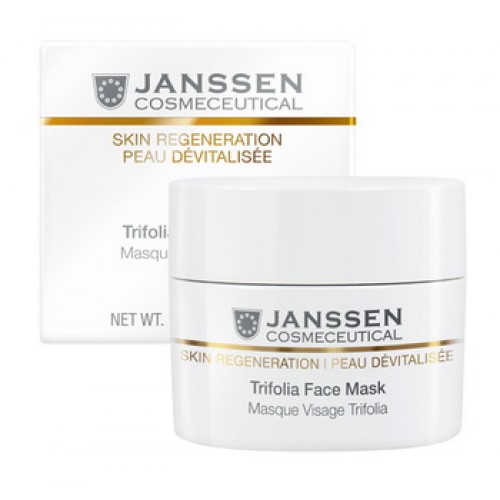 JANSSEN
COSMECEUTICAL
SKIN REGENERATION
PEAU DÉVITALISÉE
Masque
NET WT.
JANSSEN
COSMECEUTICAL
SKIN REGENERATION | PEAU DÉVITALISÉE
Trifolia Face Mask
Masque Visage Trifolia